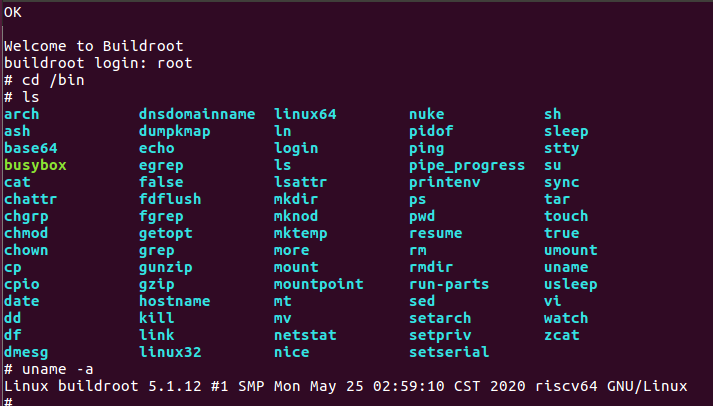 OK
Welcome to Buildroot
buildroot login: root
# cd /bin
# ls
arch dnsdomainname linux64 nuke sh
ash dumpkmap ln pidof sleep
base64 echo login ping stty
busybox egrep ls pipe_progress su
cat false lsattr printenv sync
chattr fdflush mkdir ps tar
chgrp fgrep mknod pwd touch
chmod getopt mktemp resume true
chown grep more rm umount
cp gunzip mount rmdir uname
cpio gzip mountpoint run-parts usleep
date hostname mt sed vi
dd kill mv setarch watch
df link netstat setpriv zcat
dmesg linux32 nice setserial
# uname -a
Linux buildroot 5.1.12 #1 SMP Mon May 25 02:59:10 CST 2020 riscv64 GNU/Linux
#